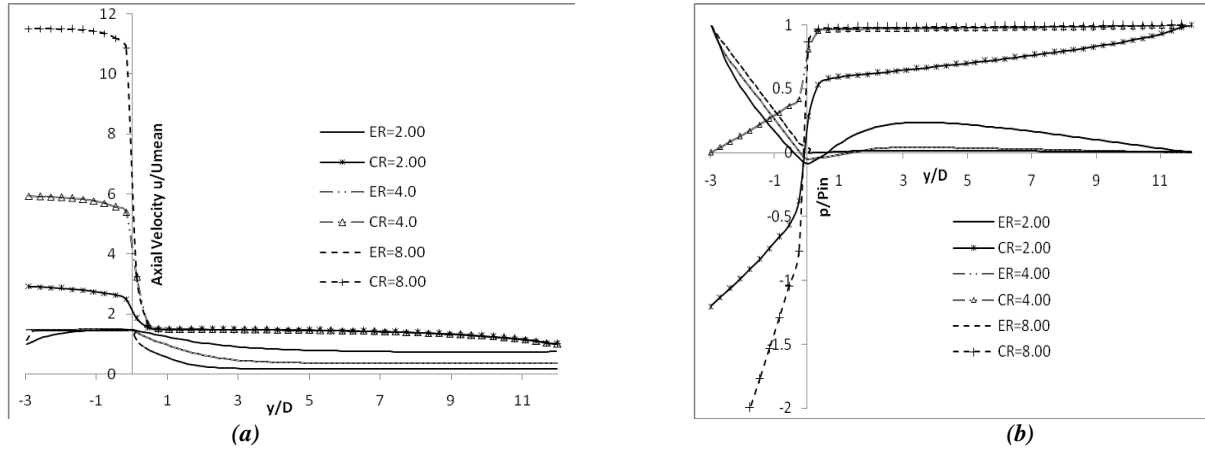 12
10
8
6
4
2
0
Axial Velocity u/Umean
ER=2.00
CR=2.00
ER=4.0
CR=4.0
ER=8.00
CR=8.00
-3 -1 1 3 5 7 9 11
y/D
(a)
1
0.5
0
-0.5
-1
-1.5
-2
-3 -1 1 3 5 7 9 11
y/D
p/Pin
ER=2.00
CR=2.00
ER=4.00
CR=4.00
ER=8.00
CR=8.00
(b)